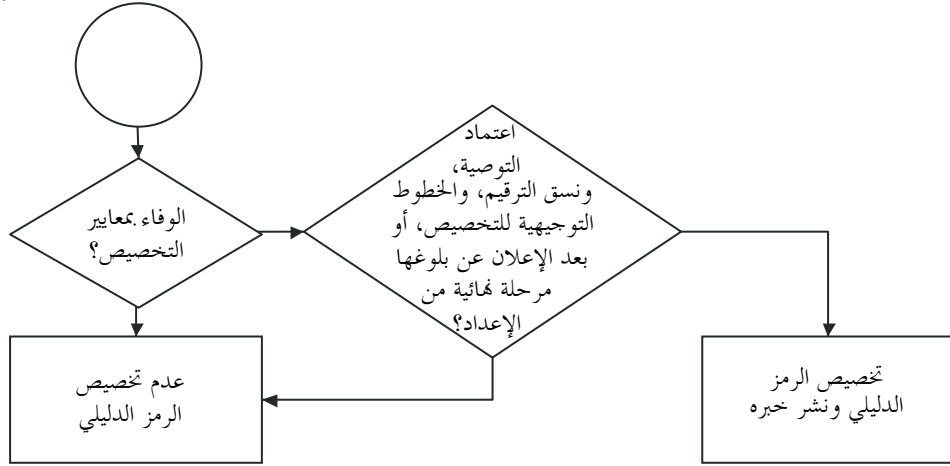 اعتماد
التوصية،
ونسق الترقيم، والخطوط
التوجيهية للتخصيص، أو
بعد الإعلان عن بلوغها
مرحلة نهائية من
الإعداد؟
الوفاء بمعايير
التخصيص؟
تخصيص الرمز
الدليلي ونشر خبره
عدم تخصيص
الرمز الدليلي